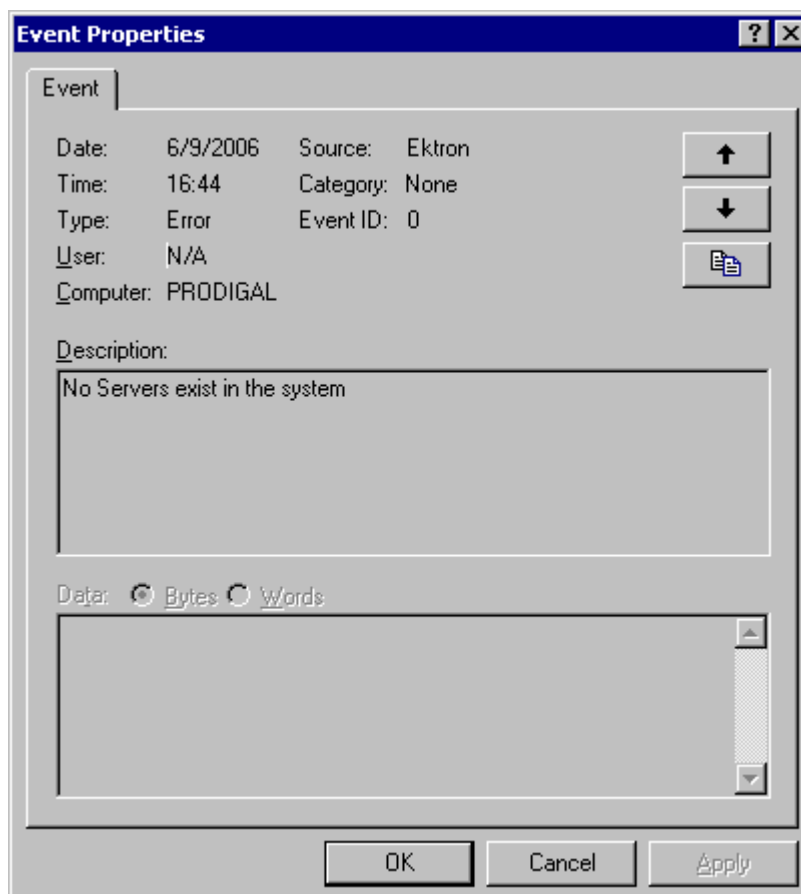 Event Properties
Event
Date: 6/9/2006 Source: Ektron
Time: 16:44 Category: None
Type: Error Event ID: 0
User: N/A
Computer: PRODIGAL
Description:
No Servers exist in the system
Data: Bytes Words
OK Cancel Apply